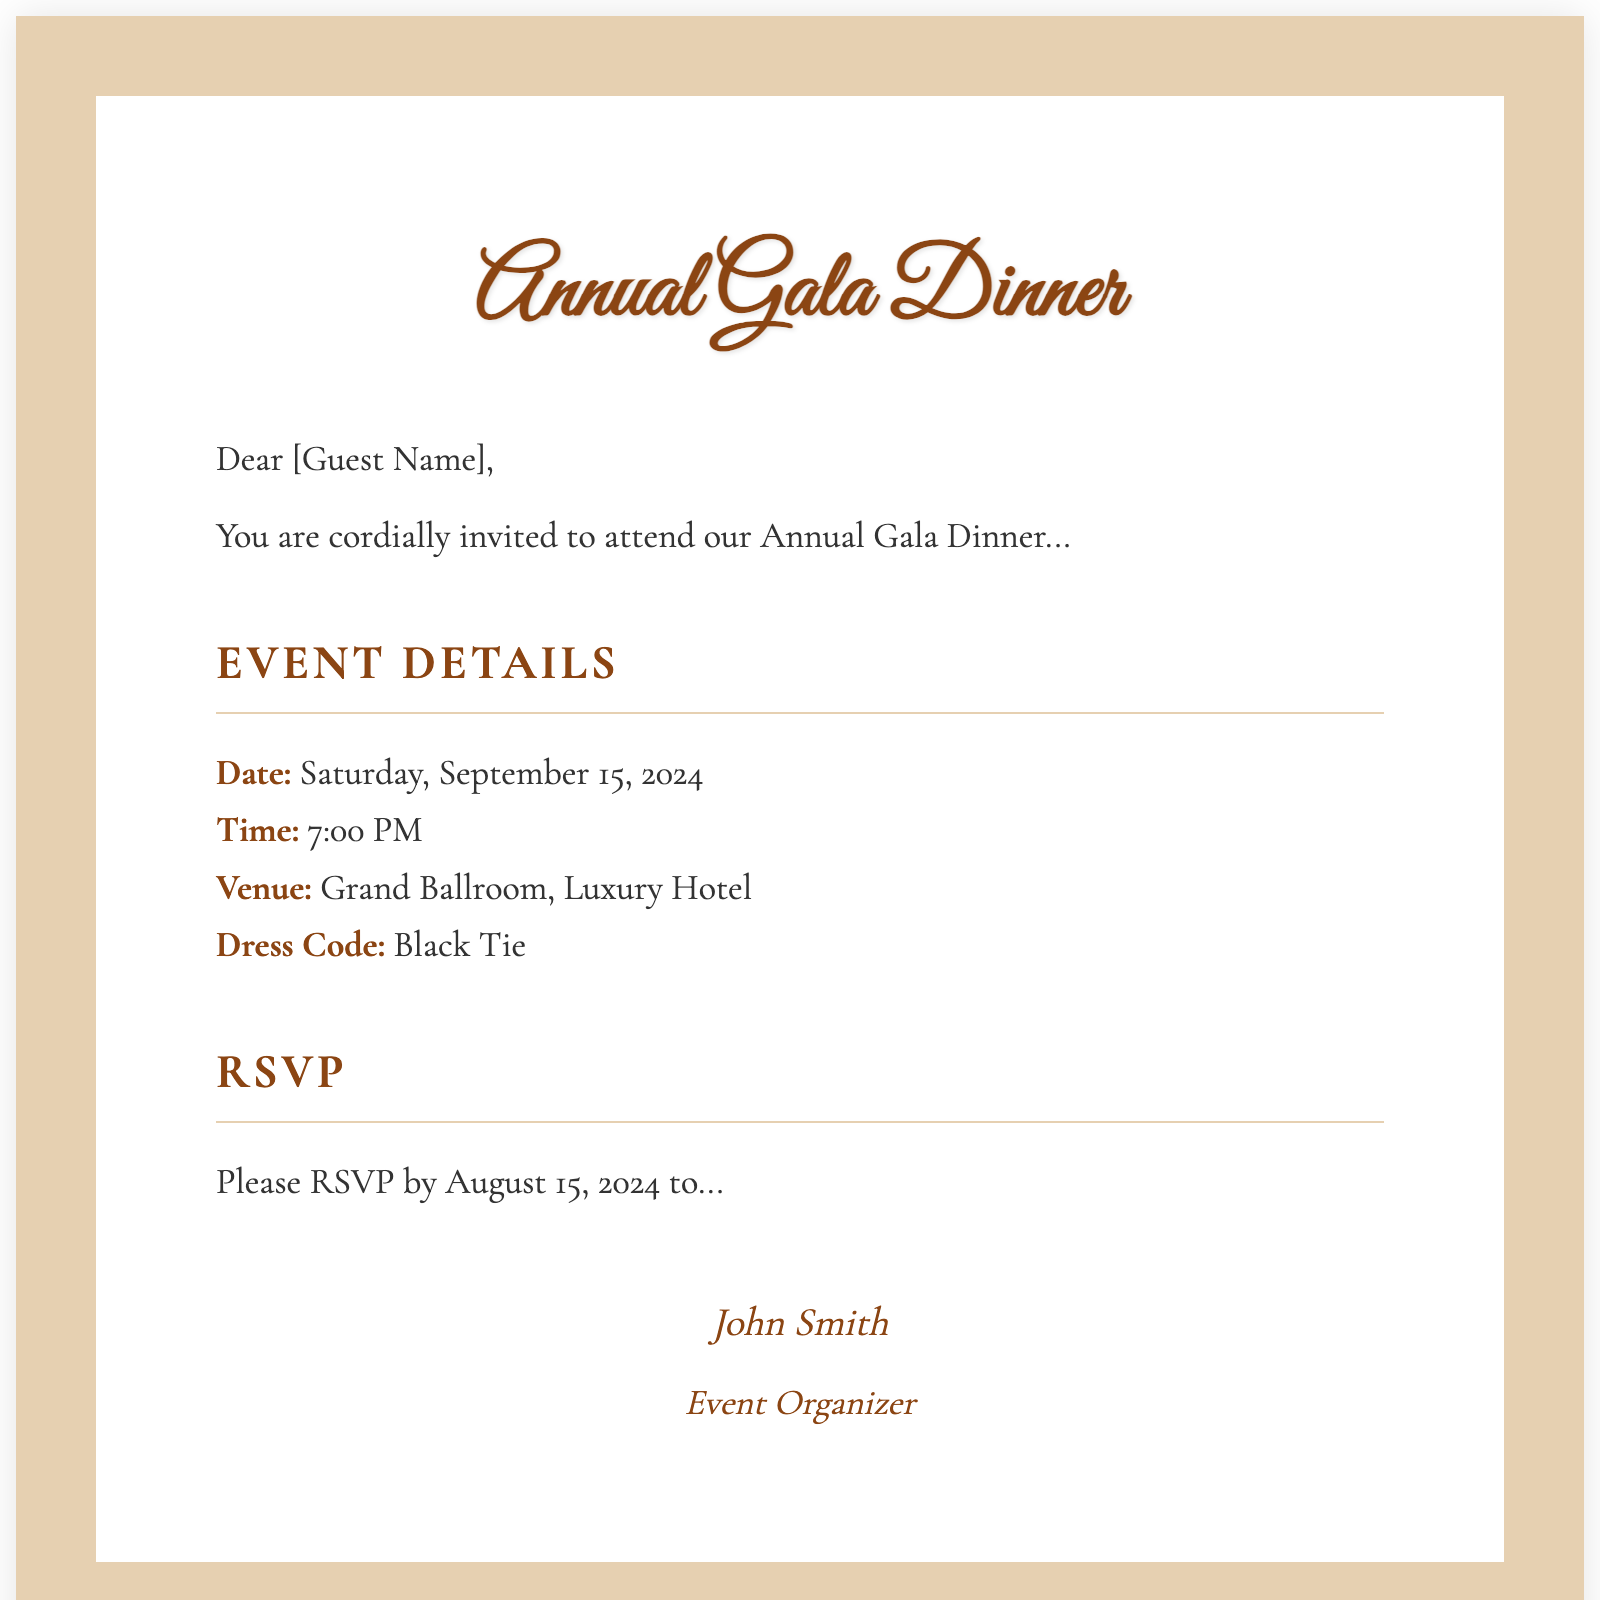 Annual Gala Dinner
Dear [Guest Name],
You are cordially invited to attend our Annual Gala Dinner...
EVENT DETAILS
Date: Saturday, September 15, 2024
Time: 7:00 PM
Venue: Grand Ballroom, Luxury Hotel
Dress Code: Black Tie
RSVP
Please RSVP by August 15, 2024 to...
John Smith
Event Organizer